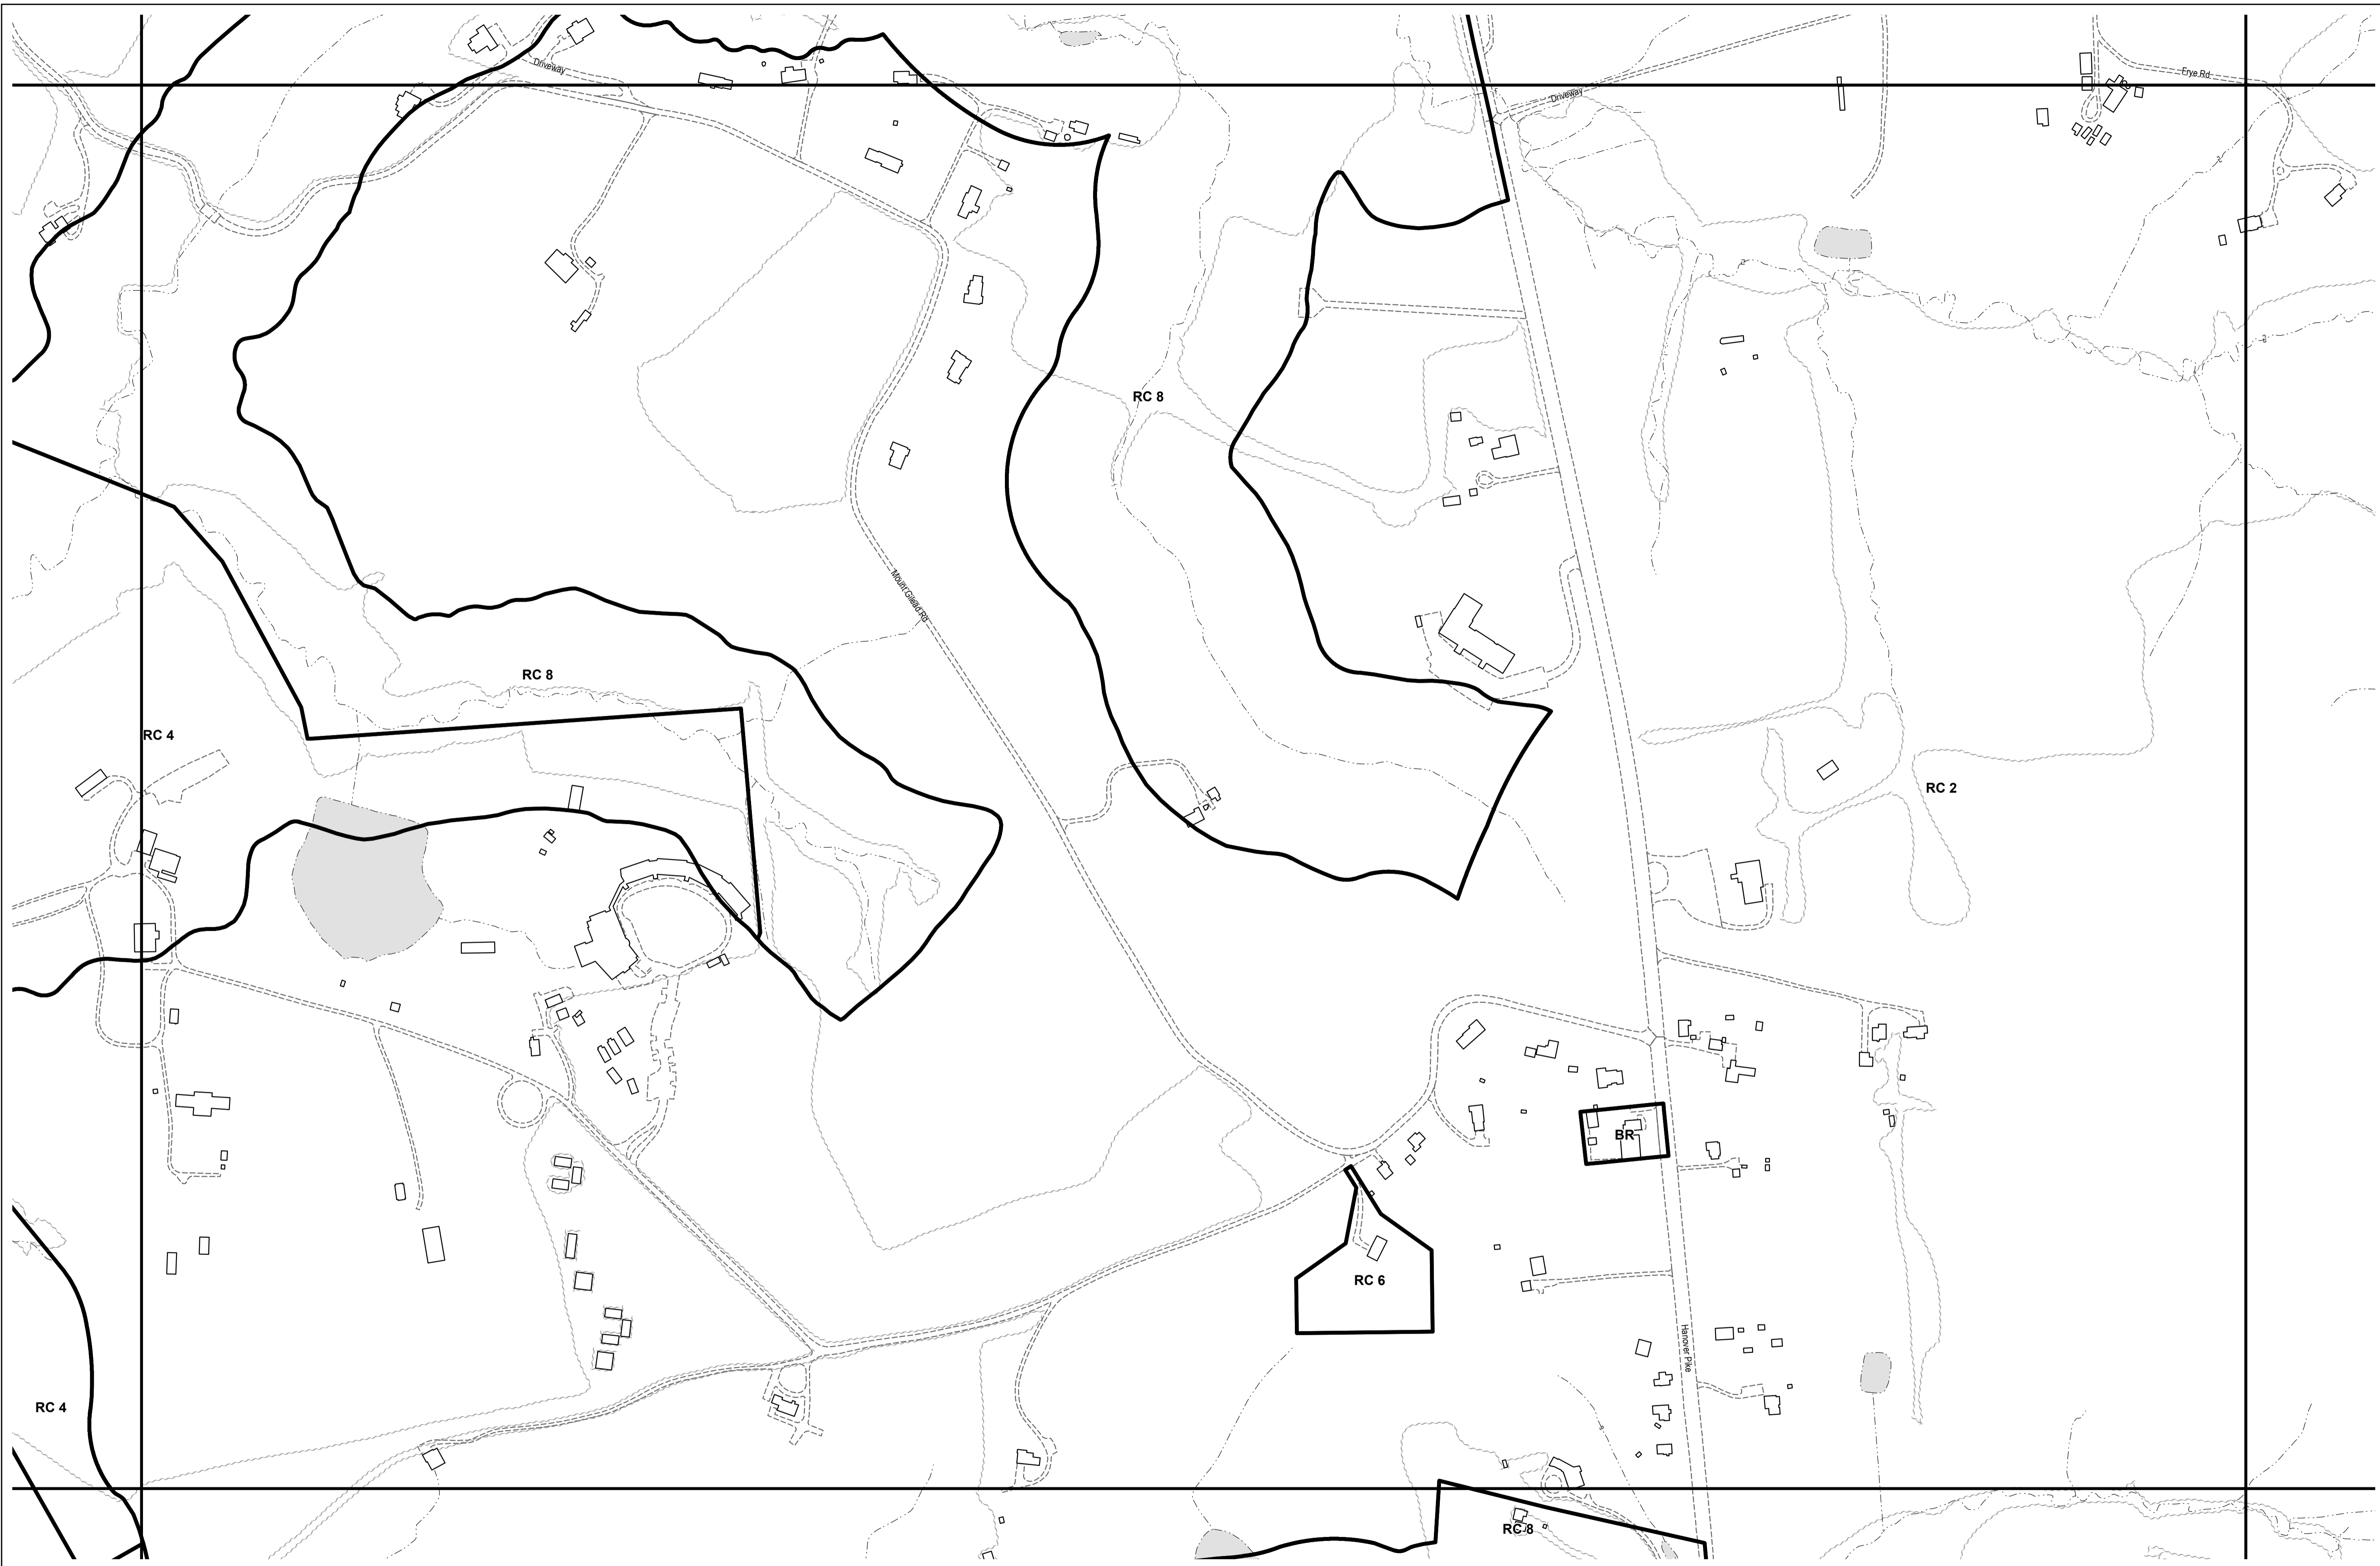 Driveway
Frye Rd
Driveway
RC 8
Mount Gilead Rd
RC 8
RC 4
RC 2
BR
RC 6
Hanover Pike
RC 4
RC 8